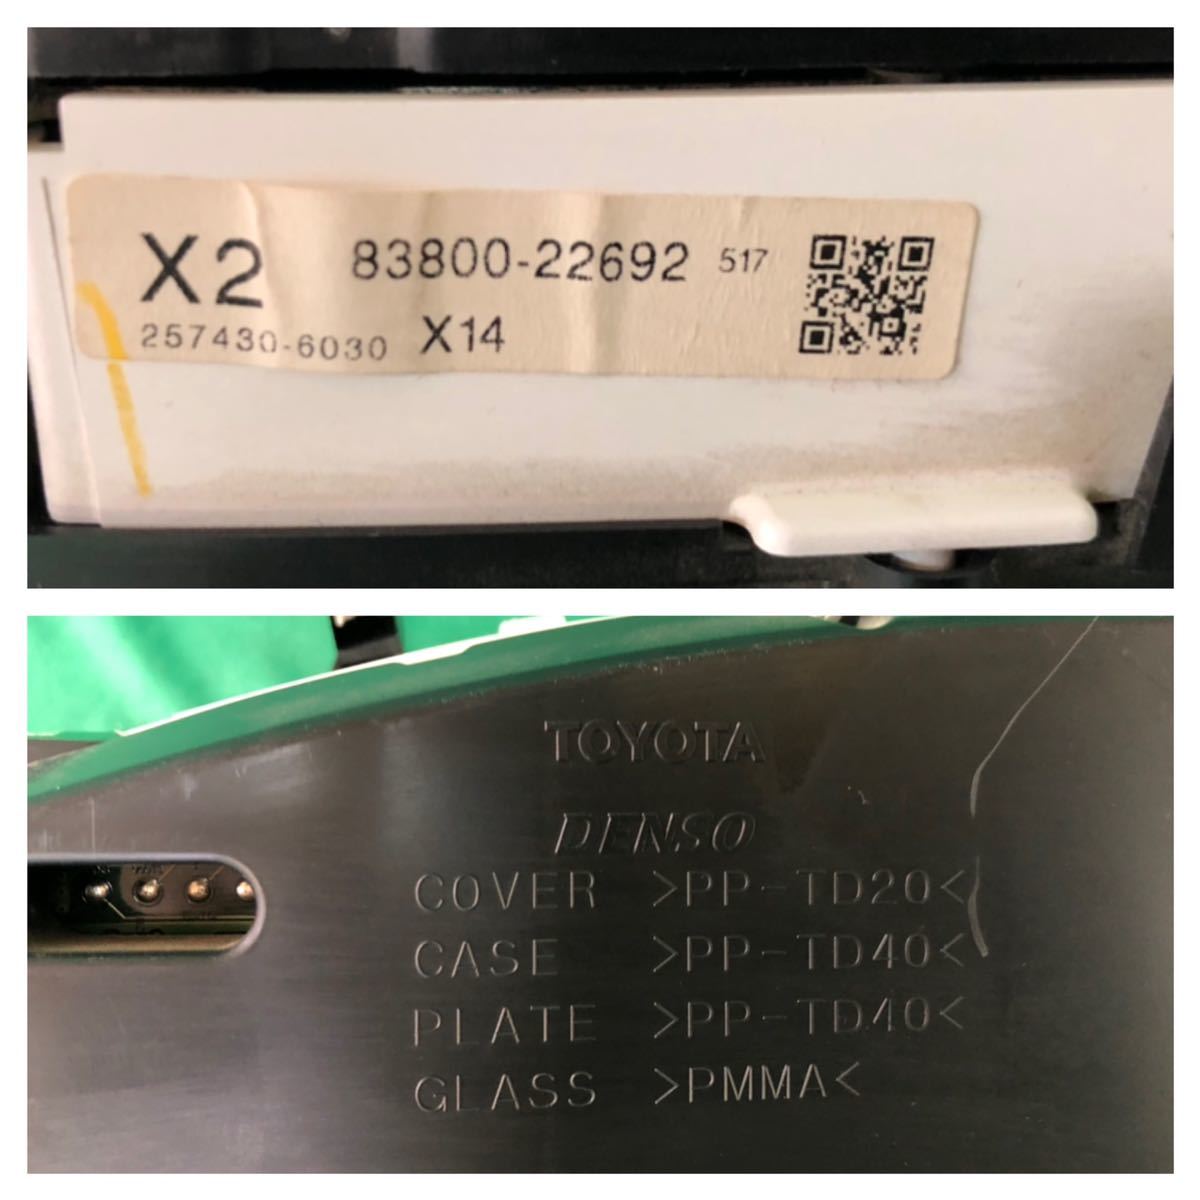 X2 83800-22692 517
257430-6030 X14
TOYOTA
DENSO
COVER >PP-TD20<
CASE >PP-TD40<
PLATE >PP-TD40<
GLASS >PMMA<